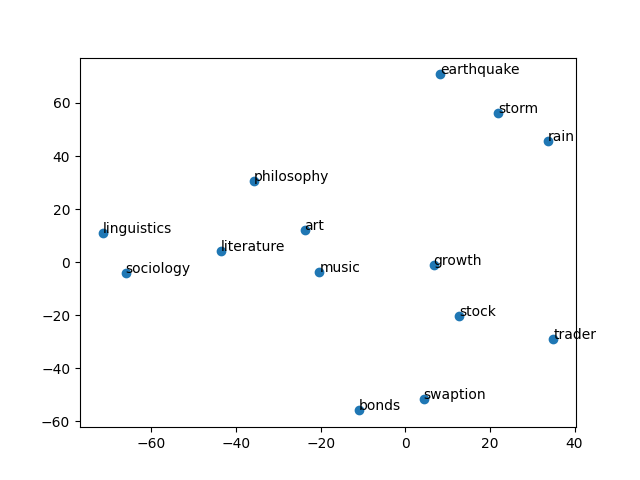 earthquake
storm
rain
philosophy
art
linguistics
literature
sociology
music
growth
stock
trader
swaption
bonds
60
40
20
0
−20
−40
−60
−60 −40 −20 0 20 40